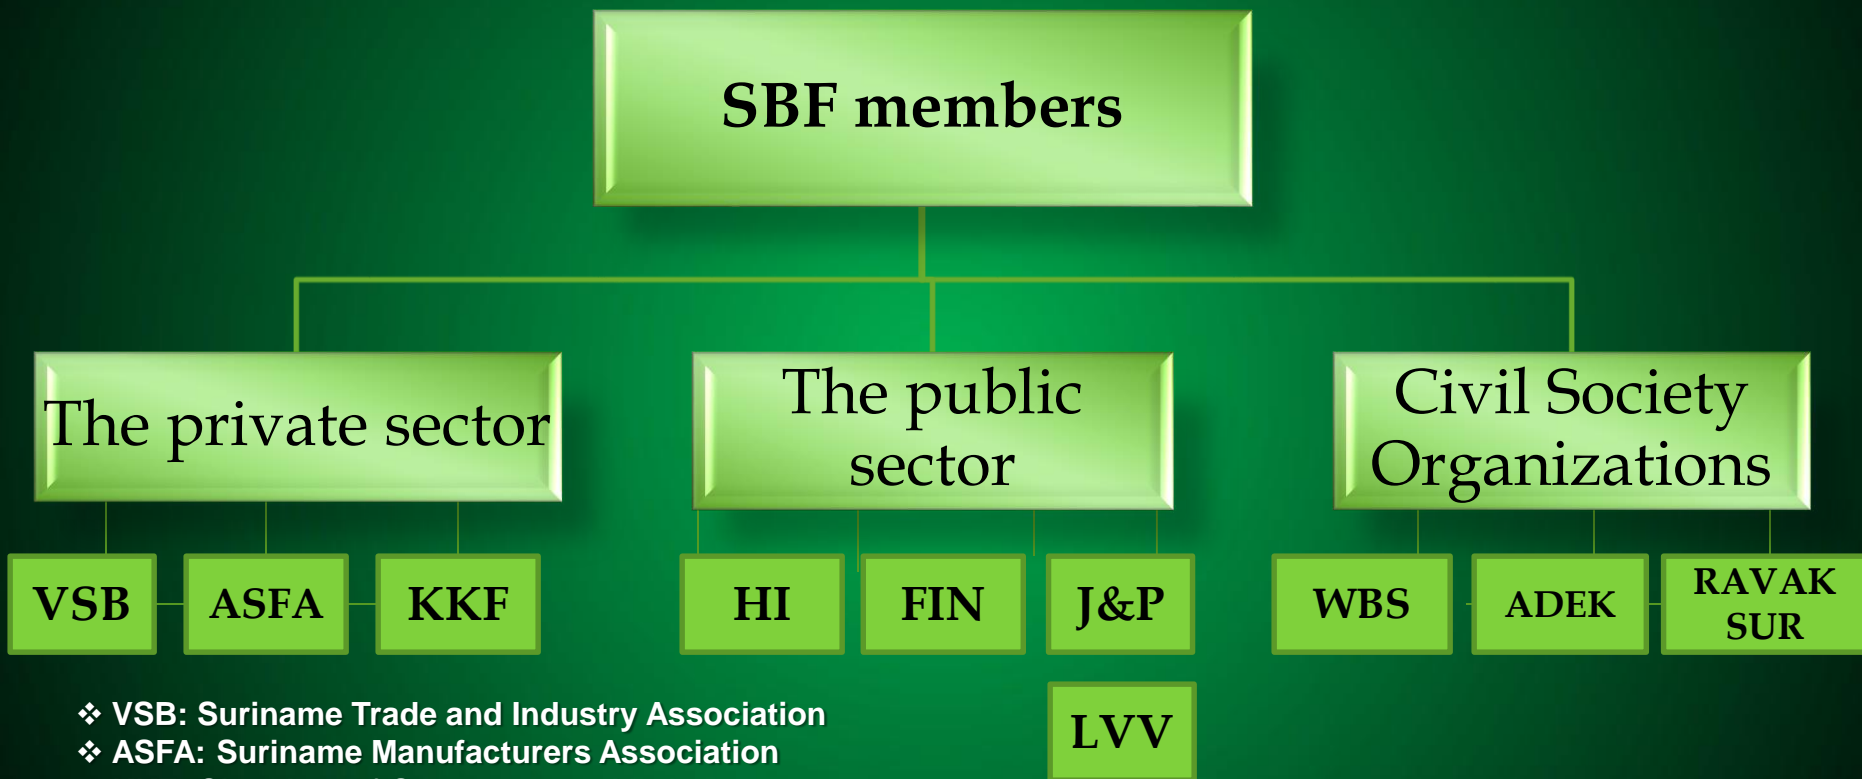 SBF members
The private sector
The public
sector
Civil Society
Organizations
VSB
ASFA
KKF
HI
FIN
J&P
WBS
ADEK
RAVAK
SUR
LVV
❖ VSB: Suriname Trade and Industry Association
❖ ASFA: Suriname Manufacturers Association